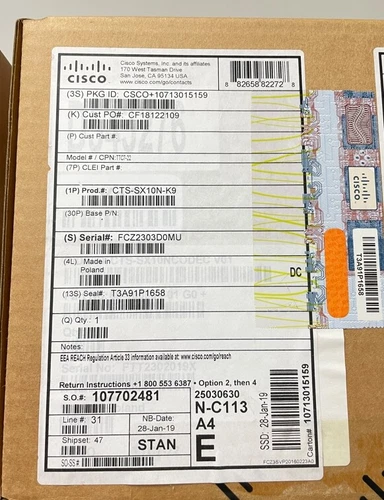 CISCO
Cisco Systems, Inc. and its affiliates
170 West Tasman Drive
San Jose, CA 95134 USA
www.cisco.com/go/contacts
8 82658 82272 8
(3S) PKG ID: CSCO+10713015159
(K) Cust PO#: CF18122109
(P) Cust Part #:
Model # / CPN:
(?P) CLEI Part #:
(1P) Prod.#: CTS-SX10N-K9
(30P) Base P/N:
(S) Serial#: FCZ2303D0MU
(4L) Made in
Poland
DC
(13S) Seal#: T3A91P1658
(Q) Qty : 1
Notes:
EEA REACH Regulation Article 33 information available at: www.cisco.com/go/reach
Return Instructions +1 800 553 6387 • Option 2, then 4
S.O.#: 107702481
25030630
Line #: 31
NB-Date:
28-Jan-19
N-C113
A4
Shipset: 47
STAN
E
SO-SS #
SSD: 28-Jan-19
Carton# 10713015159
CISCO
T3A91P1658